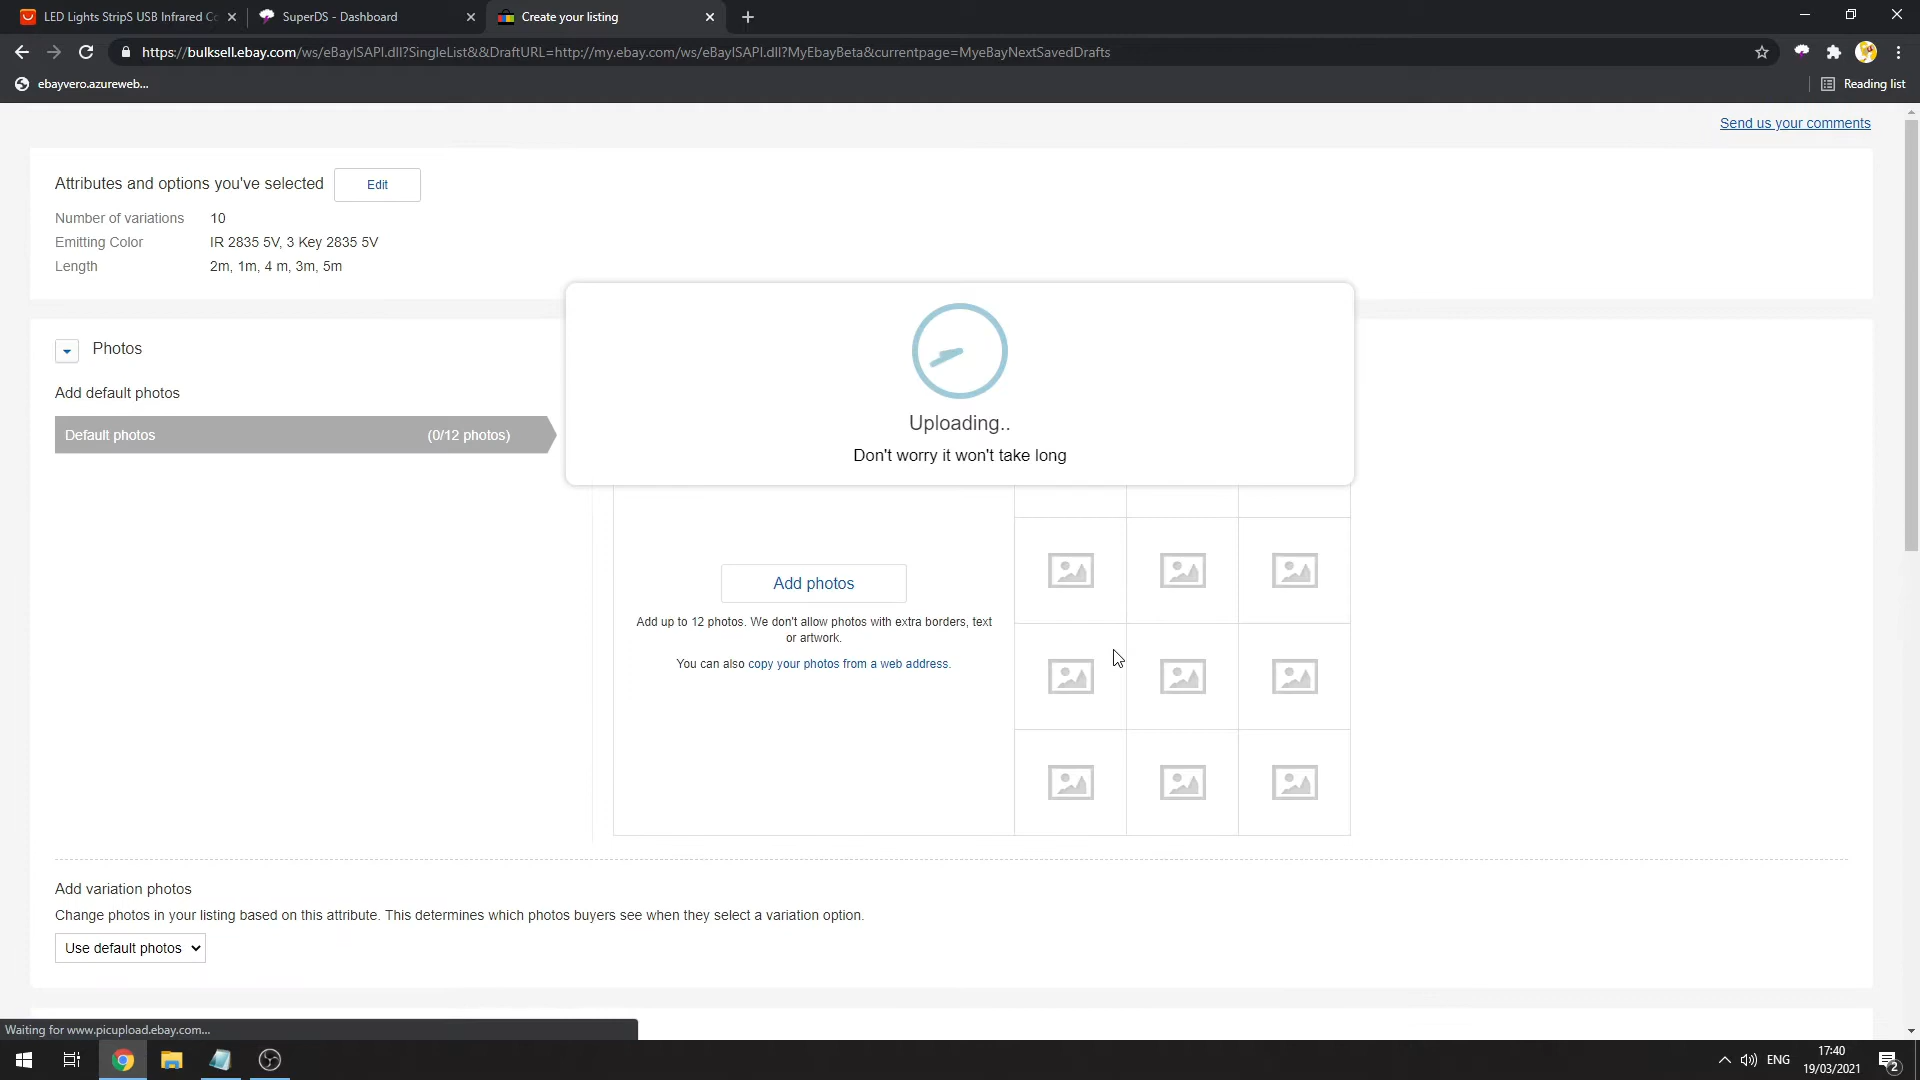 LED Lights StripS USB Infrared Co
SuperDS - Dashboard
Create your listing
https://bulksell.ebay.com/ws/eBayISAPI.dll?SingleList&&DraftURL=http://my.ebay.com/ws/eBayISAPI.dll?MyEbayBeta&currentpage=MyeBayNextSavedDrafts
ebayvero.azureweb...
Reading list
Send us your comments
Attributes and options you've selected
Edit
Number of variations 10
Emitting Color IR 2835 5V, 3 Key 2835 5V
Length 2m, 1m, 4 m, 3m, 5m
Photos
Add default photos
Default photos (0/12 photos)
Uploading..
Don't worry it won't take long
Add photos
Add up to 12 photos. We don't allow photos with extra borders, text
or artwork.
You can also copy your photos from a web address.
Add variation photos
Change photos in your listing based on this attribute. This determines which photos buyers see when they select a variation option.
Use default photos
Waiting for www.picupload.ebay.com...
ENG
17:40
19/03/2021
2